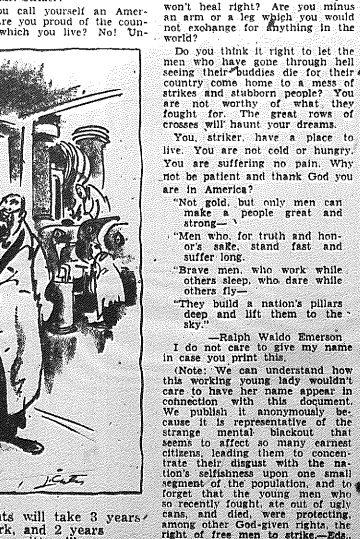 ou call yourself an Amer-
Are you proud of the coun-
which you live? No! Un-
won't heal right? Are you minus
an arm or a leg which you would
not exchange for anything in the
world?
Do you think it right to let the
men who have gone through hell
seeing their buddies die for their
country come home to a mess of
strikes and stubborn people? You
are not worthy of what they
fought for. The great rows of
crosses will haunt your dreams.
You, striker, have a place to
live. You are not cold or hungry.
You are suffering no pain. Why
not be patient and thank God you
are in America?
"Not gold, but only men can
make a people great and
strong—
"Men who, for truth and hon-
or's sake, stand fast and
suffer long.
"Brave men, who work while
others sleep, who dare while
others fly—
"They build a nation's pillars
deep and lift them to the
sky."
—Ralph Waldo Emerson
I do not care to give my name
in case you print this.
(Note: We can understand how
this working young lady wouldn't
care to have her name appear in
connection with this document.
We publish it anonymously be-
cause it is representative of the
strange mental blackout that
seems to affect so many earnest
citizens, leading them to concen-
trate their disgust with the na-
tion's selfishness upon one small
segment of the population, and to
forget that the young men who
so recently fought, ate out of ugly
cans, and died, were protecting,
among other God-given rights, the
right of free men to strike.—Eds.
ts will take 3 years
rk, and 2 years